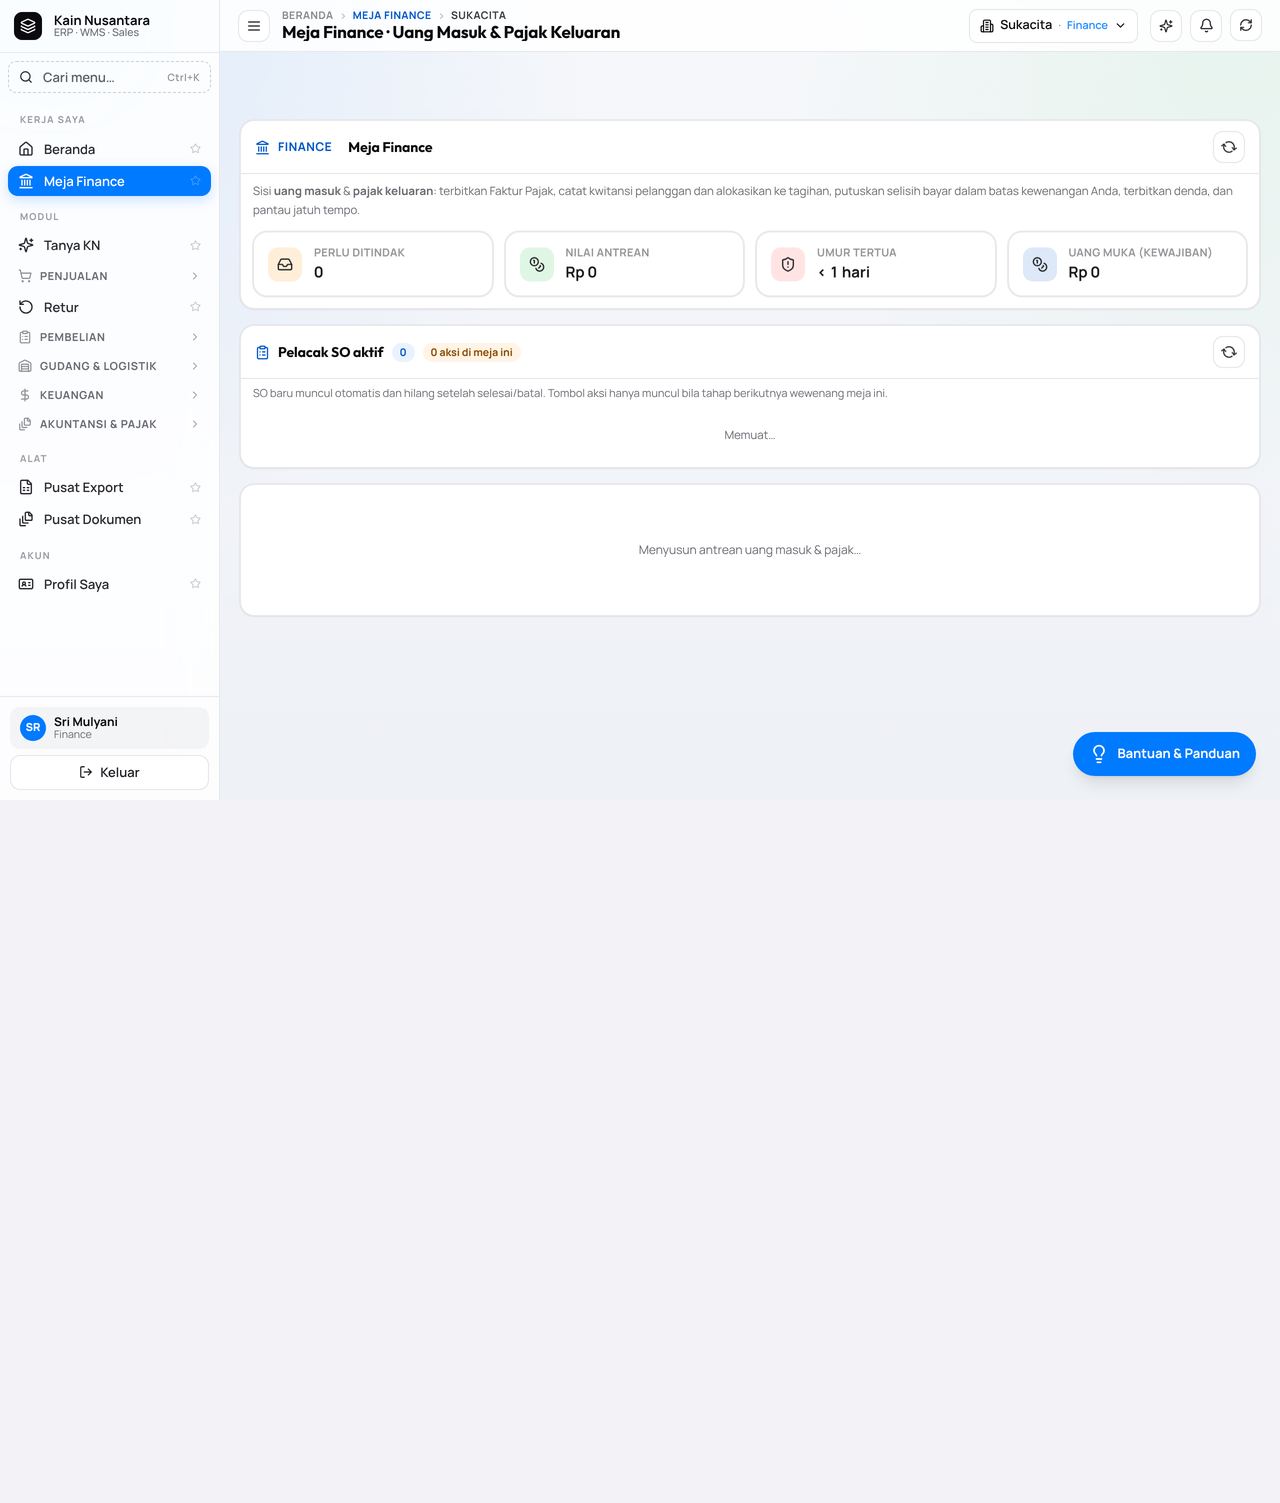 Kain Nusantara
ERP · WMS · Sales
Cari menu...
Ctrl+K
KERJA SAYA
Beranda
Meja Finance
MODUL
Tanya KN
PENJUALAN
Retur
PEMBELIAN
GUDANG & LOGISTIK
KEUANGAN
AKUNTANSI & PAJAK
ALAT
Pusat Export
Pusat Dokumen
AKUN
Profil Saya
SR
Sri Mulyani
Finance
Keluar
BERANDA > MEJA FINANCE > SUKACITA
Meja Finance · Uang Masuk & Pajak Keluaran
Sukacita · Finance
FINANCE Meja Finance
Sisi uang masuk & pajak keluaran: terbitkan Faktur Pajak, catat kwitansi pelanggan dan alokasikan ke tagihan, putuskan selisih bayar dalam batas kewenangan Anda, terbitkan denda, dan
pantau jatuh tempo.
PERLU DITINDAK
0
NILAI ANTREAN
Rp 0
UMUR TERTUA
< 1 hari
UANG MUKA (KEWAJIBAN)
Rp 0
Pelacak SO aktif 0 0 aksi di meja ini
SO baru muncul otomatis dan hilang setelah selesai/batal. Tombol aksi hanya muncul bila tahap berikutnya wewenang meja ini.
Memuat...
Menyusun antrean uang masuk & pajak...
Bantuan & Panduan